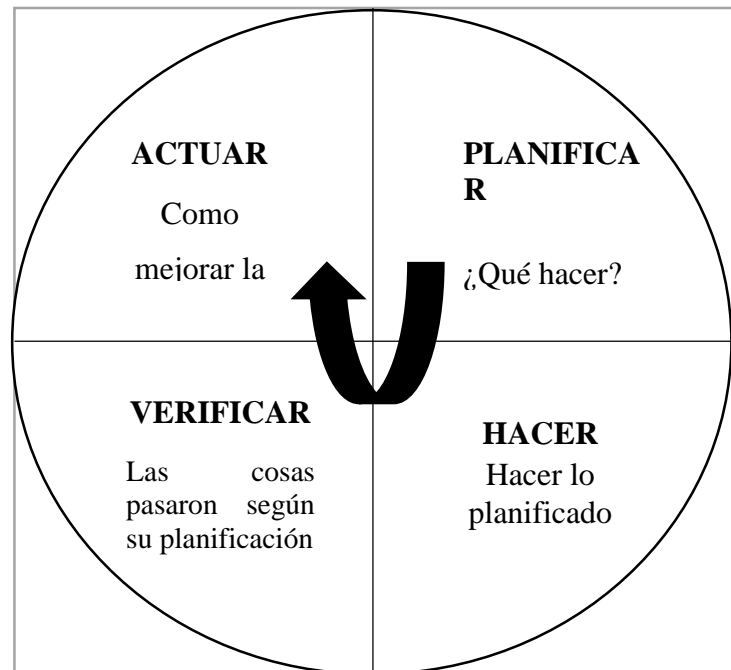 ACTUAR
Como
mejorar la
PLANIFICA
R
¿Qué hacer?
VERIFICAR
Las cosas
pasaron según
su planificación
HACER
Hacer lo
planificado